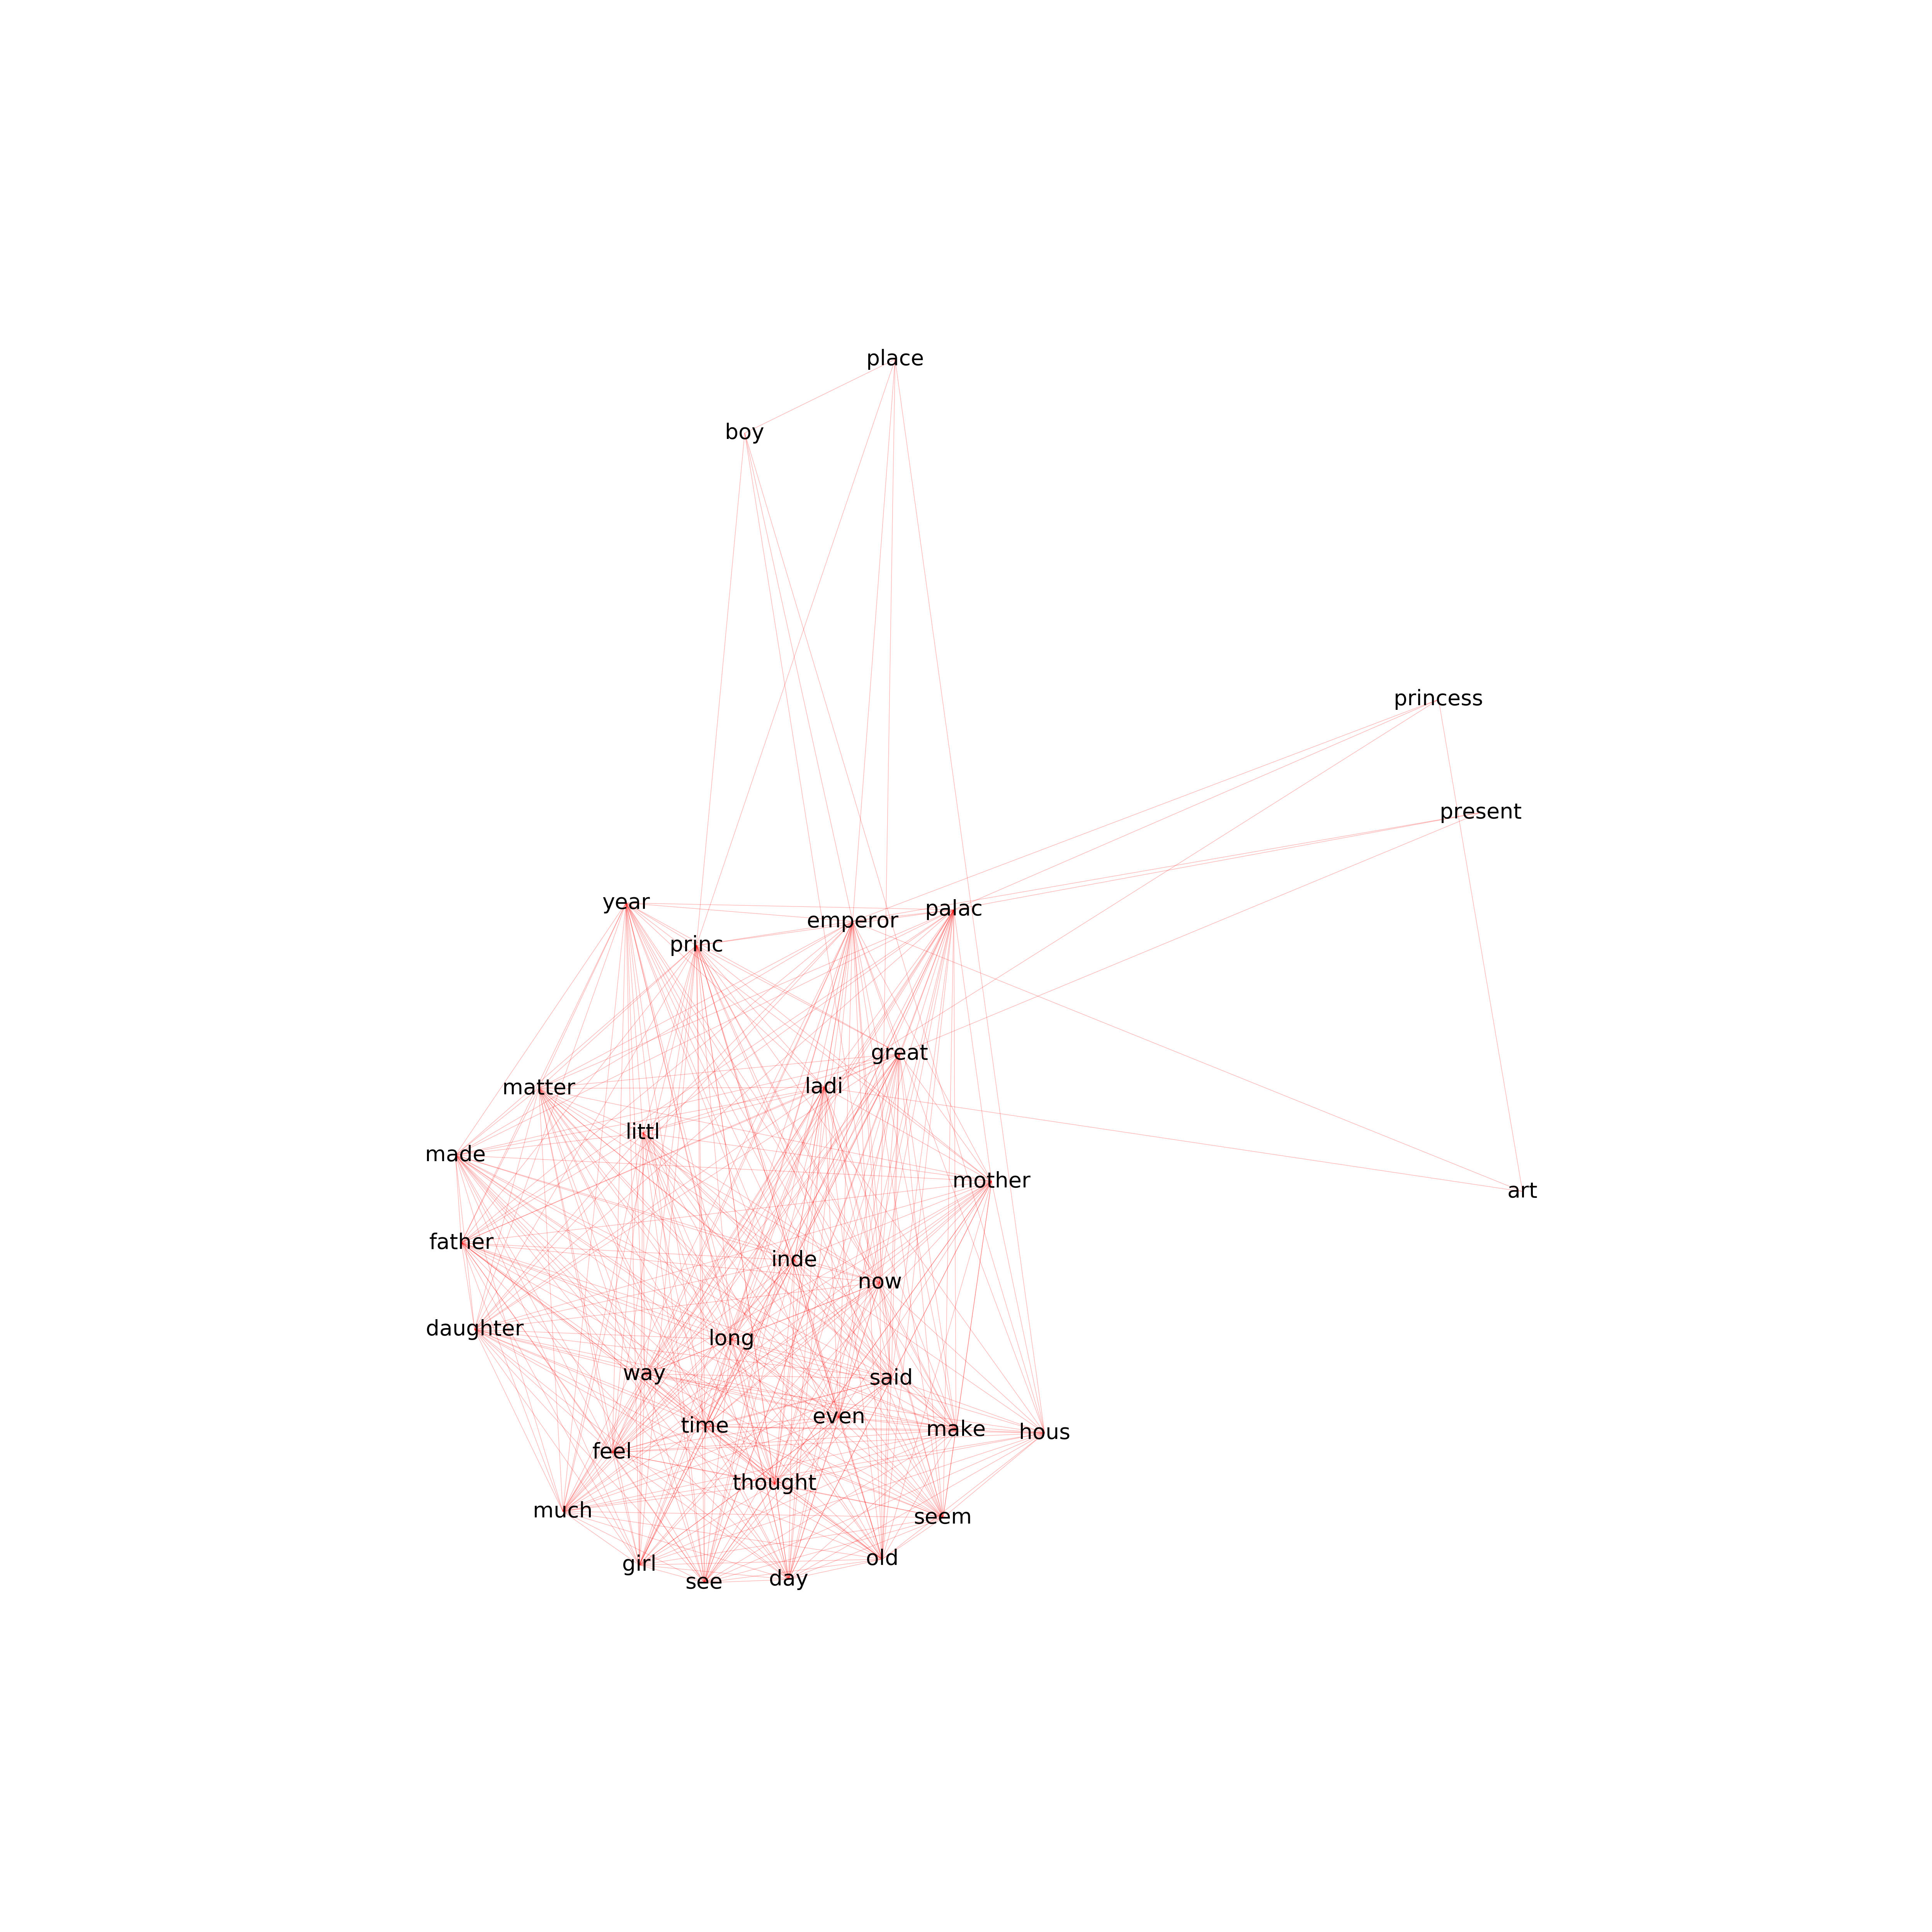 place
boy
princess
present
year
palac
emperor
princ
great
ladi
matter
littl
made
mother
art
father
inde
now
daughter
long
way
said
even
time
make
hous
feel
thought
much
seem
old
girl
day
see